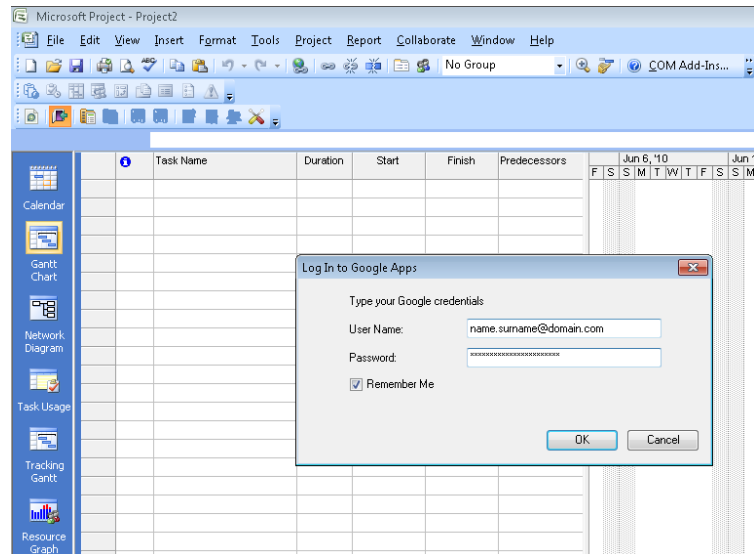 Microsoft Project - Project2
File Edit View Insert Format Tools Project Report Collaborate Window Help
No Group COM Add-Ins...
Task Name Duration Start Finish Predecessors Jun 6, '10 Jun
F S S M T W T F S S M
Calendar
Gantt
Chart
Network
Diagram
Task Usage
Tracking
Gantt
Resource
Graph
Log In to Google Apps
Type your Google credentials
User Name: name.surname@domain.com
Password: ***********************
Remember Me
OK Cancel